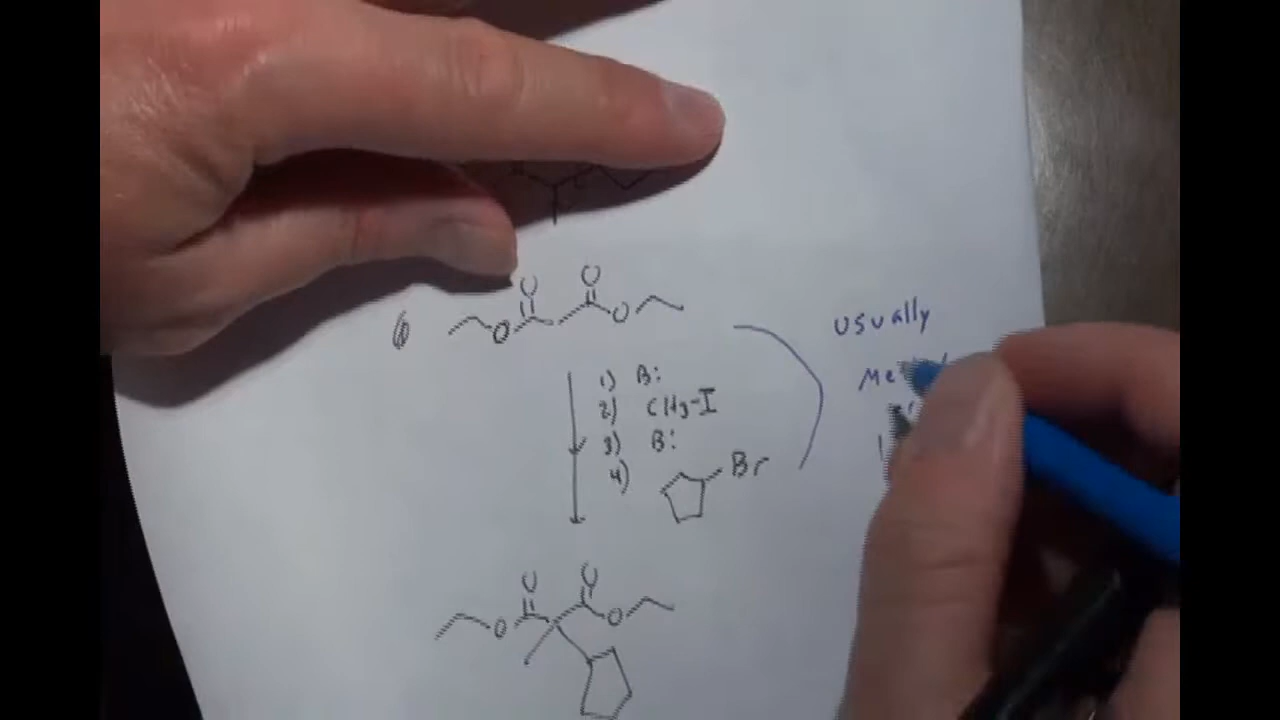 6)
O O
O O
1) B:
2) CH3-I
3) B:
4) Br
usually
O O
O O